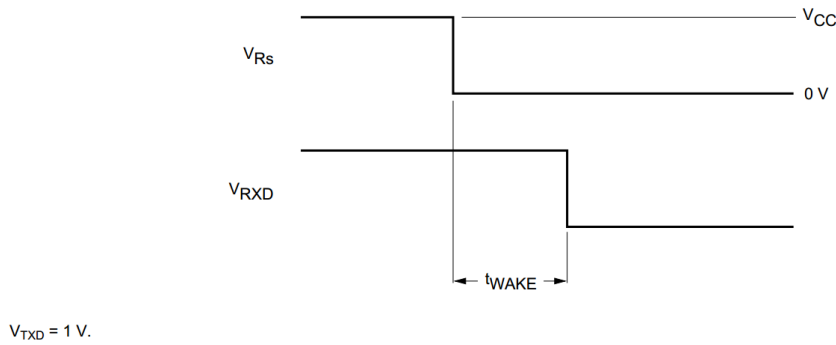 VCC
VRs
0 V
VRXD
tWAKE
VTXD = 1 V.